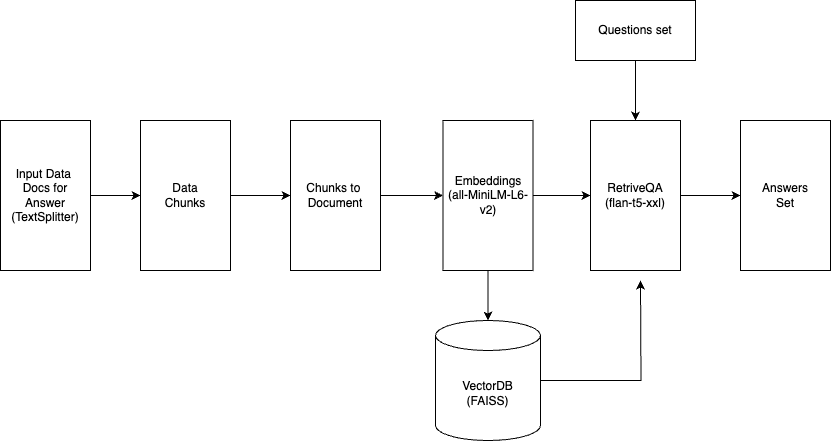 Questions set
Input Data
Docs for
Answer
(TextSplitter)
Data
Chunks
Chunks to
Document
Embeddings
(all-MiniLM-L6-
v2)
RetriveQA
(flan-t5-xxl)
Answers
Set
VectorDB
(FAISS)